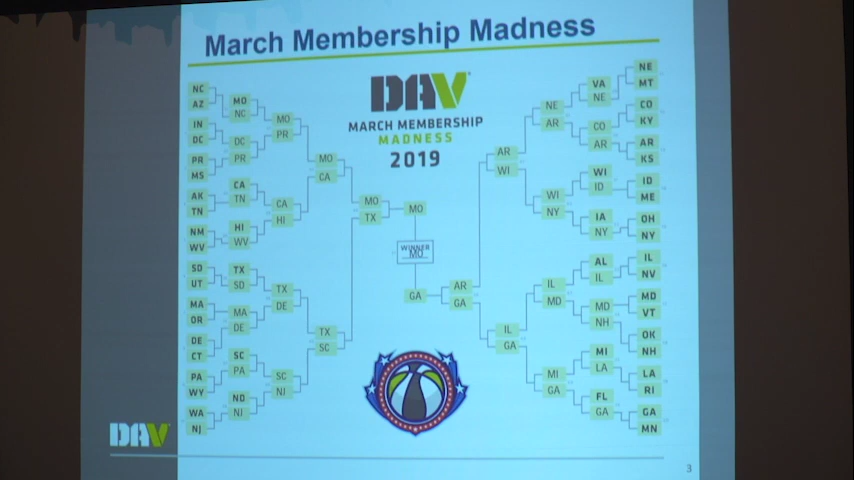 March Membership Madness
DAV
MARCH MEMBERSHIP
MADNESS
2019
NC
AZ
IN
DC
PR
MS
AK
TN
NM
WV
SD
UT
MA
OR
DE
CT
PA
WY
WA
NJ
MO
NC
DC
PR
CA
TN
HI
WV
TX
SD
MA
DE
SC
PA
ND
NJ
MO
PR
CA
HI
TX
DE
SC
NJ
MO
CA
TX
SC
MO
TX
MO
WINNER
MO
GA
AR
GA
AR
WI
IL
GA
NE
AR
WI
NY
IL
MD
MI
GA
VA
NE
CO
AR
WI
ID
IA
NY
AL
IL
MD
NH
MI
LA
FL
GA
NE
MT
CO
KY
AR
KS
ID
ME
OH
NY
IL
NV
MD
VT
OK
NH
LA
RI
GA
MN
DAV
3